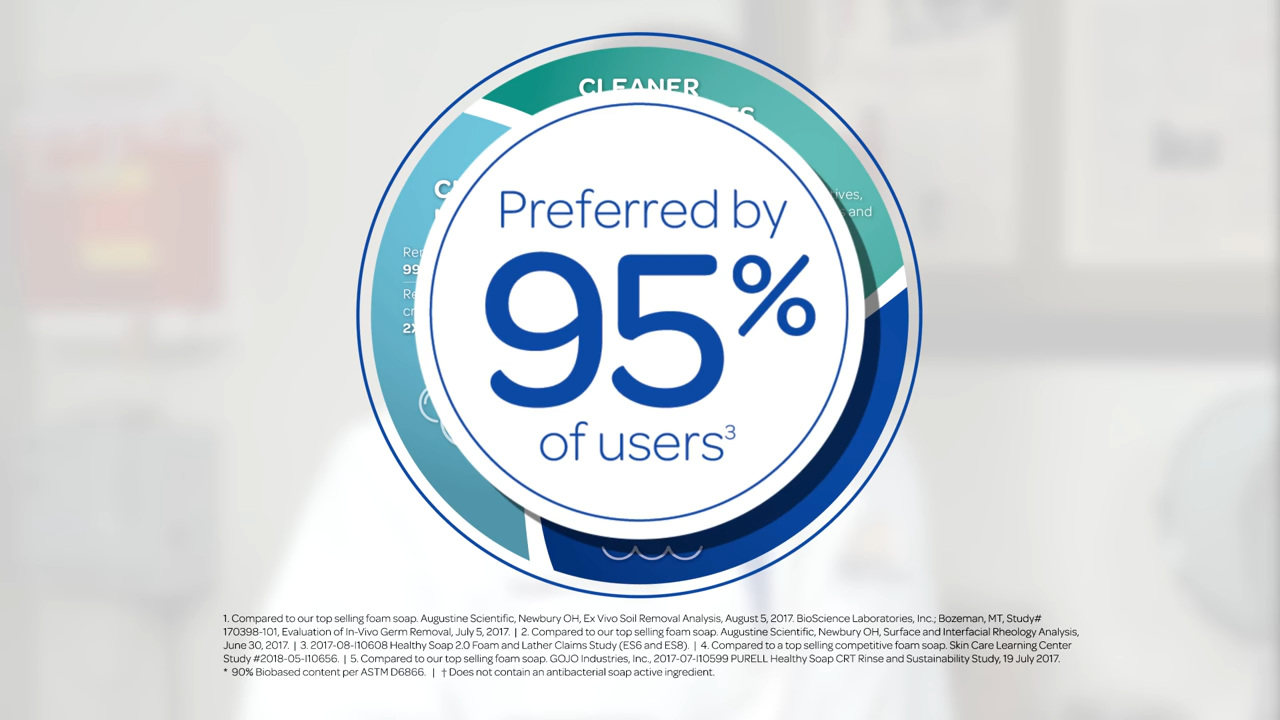 CLEANER
ives,
and
99
2X
Preferred by
95%
of users3
1. Compared to our top selling foam soap. Augustine Scientific, Newbury OH, Ex Vivo Soil Removal Analysis, August 5, 2017. BioScience Laboratories, Inc.; Bozeman, MT, Study#
170398-101, Evaluation of In-Vivo Germ Removal, July 5, 2017. | 2. Compared to our top selling foam soap. Augustine Scientific, Newbury OH, Surface and Interfacial Rheology Analysis,
June 30, 2017. | 3. 2017-08-I10608 Healthy Soap 2.0 Foam and Lather Claims Study (ES6 and ES8). | 4. Compared to a top selling competitive foam soap. Skin Care Learning Center
Study #2018-05-I10656. | 5. Compared to our top selling foam soap. GOJO Industries, Inc., 2017-07-I10599 PURELL Healthy Soap CRT Rinse and Sustainability Study, 19 July 2017.
* 90% Biobased content per ASTM D6866. | † Does not contain an antibacterial soap active ingredient.